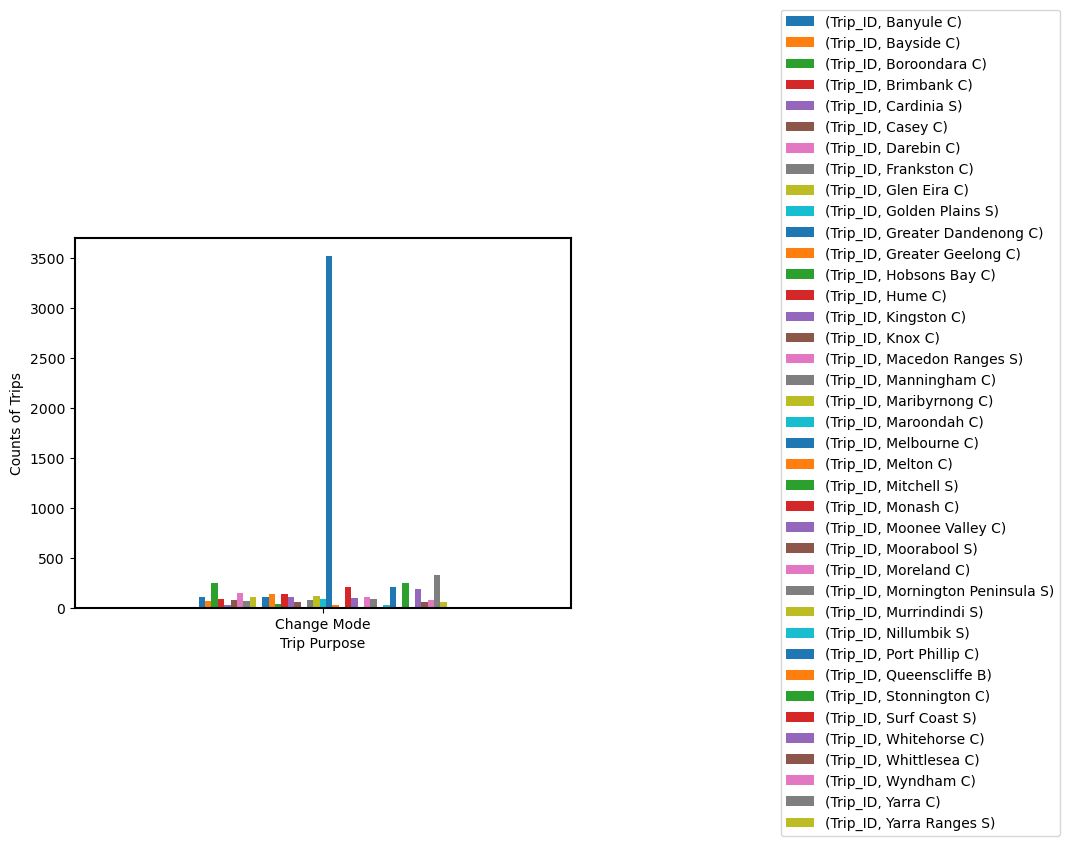 (Trip_ID, Banyule C)
(Trip_ID, Bayside C)
(Trip_ID, Boroondara C)
(Trip_ID, Brimbank C)
(Trip_ID, Cardinia S)
(Trip_ID, Casey C)
(Trip_ID, Darebin C)
(Trip_ID, Frankston C)
(Trip_ID, Glen Eira C)
(Trip_ID, Golden Plains S)
(Trip_ID, Greater Dandenong C)
(Trip_ID, Greater Geelong C)
(Trip_ID, Hobsons Bay C)
(Trip_ID, Hume C)
(Trip_ID, Kingston C)
(Trip_ID, Knox C)
(Trip_ID, Macedon Ranges S)
(Trip_ID, Manningham C)
(Trip_ID, Maribyrnong C)
(Trip_ID, Maroondah C)
(Trip_ID, Melbourne C)
(Trip_ID, Melton C)
(Trip_ID, Mitchell S)
(Trip_ID, Monash C)
(Trip_ID, Moonee Valley C)
(Trip_ID, Moorabool S)
(Trip_ID, Moreland C)
(Trip_ID, Mornington Peninsula S)
(Trip_ID, Murrindindi S)
(Trip_ID, Nillumbik S)
(Trip_ID, Port Phillip C)
(Trip_ID, Queenscliffe B)
(Trip_ID, Stonnington C)
(Trip_ID, Surf Coast S)
(Trip_ID, Whitehorse C)
(Trip_ID, Whittlesea C)
(Trip_ID, Wyndham C)
(Trip_ID, Yarra C)
(Trip_ID, Yarra Ranges S)
Counts of Trips
3500
3000
2500
2000
1500
1000
500
0
Change Mode
Trip Purpose